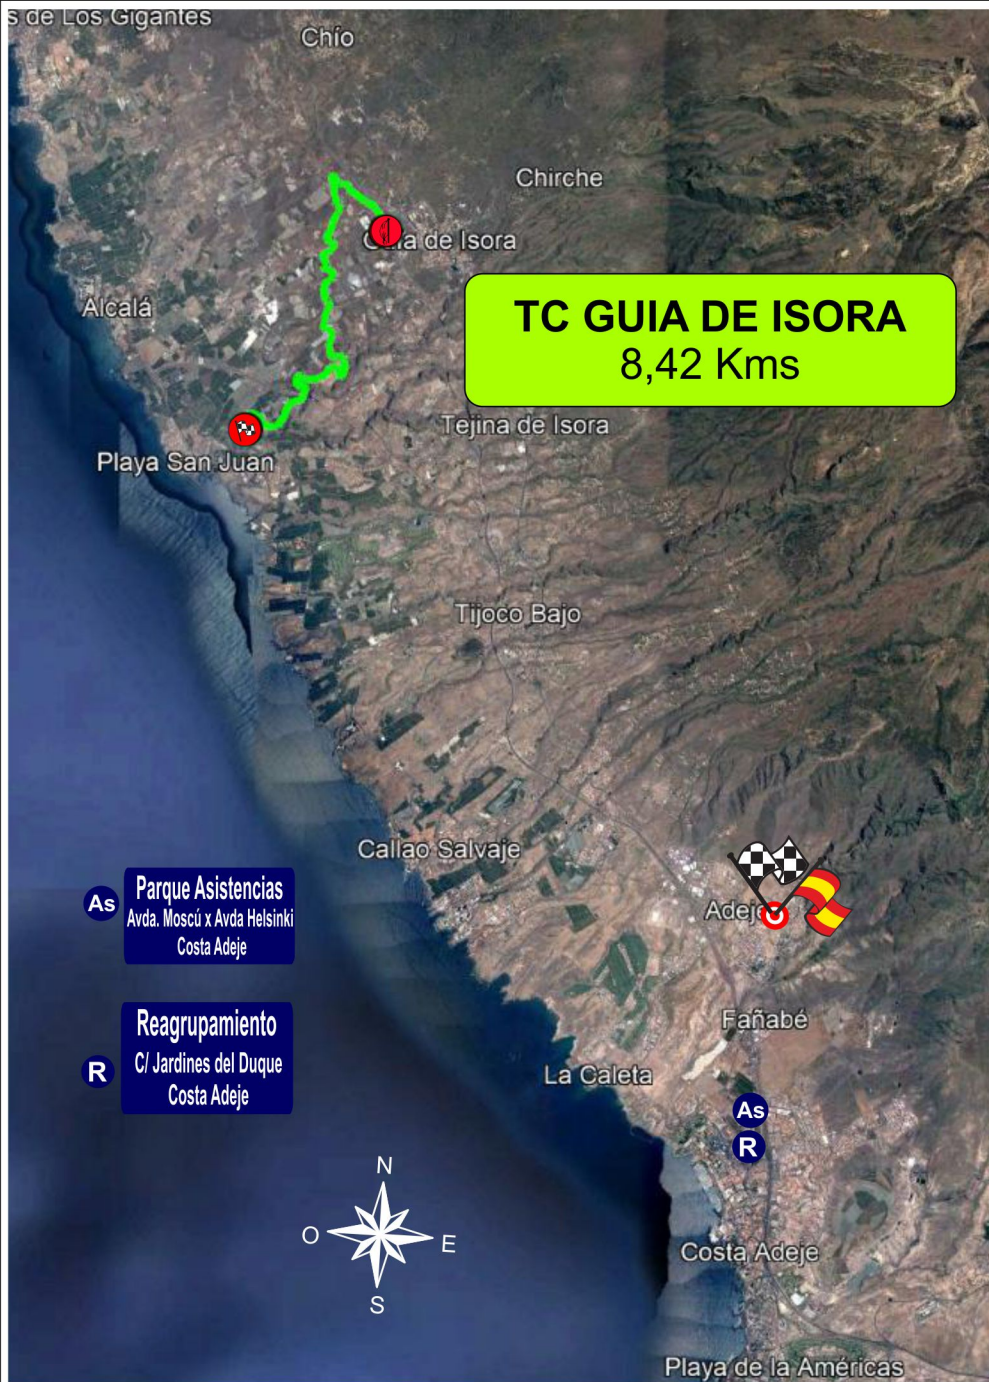 s de Los Gigantes
Chío
Chirche
Guía de Isora
TC GUIA DE ISORA
8,42 Kms
Alcalá
Tejina de Isora
Playa San Juan
Tijoco Bajo
Callao Salvaje
As
Parque Asistencias
Avda. Moscú x Avda Helsinki
Costa Adeje
Adeje
R
Reagrupamiento
C/ Jardines del Duque
Costa Adeje
Fañabé
La Caleta
As
R
N
O
E
S
Costa Adeje
Playa de la Américas